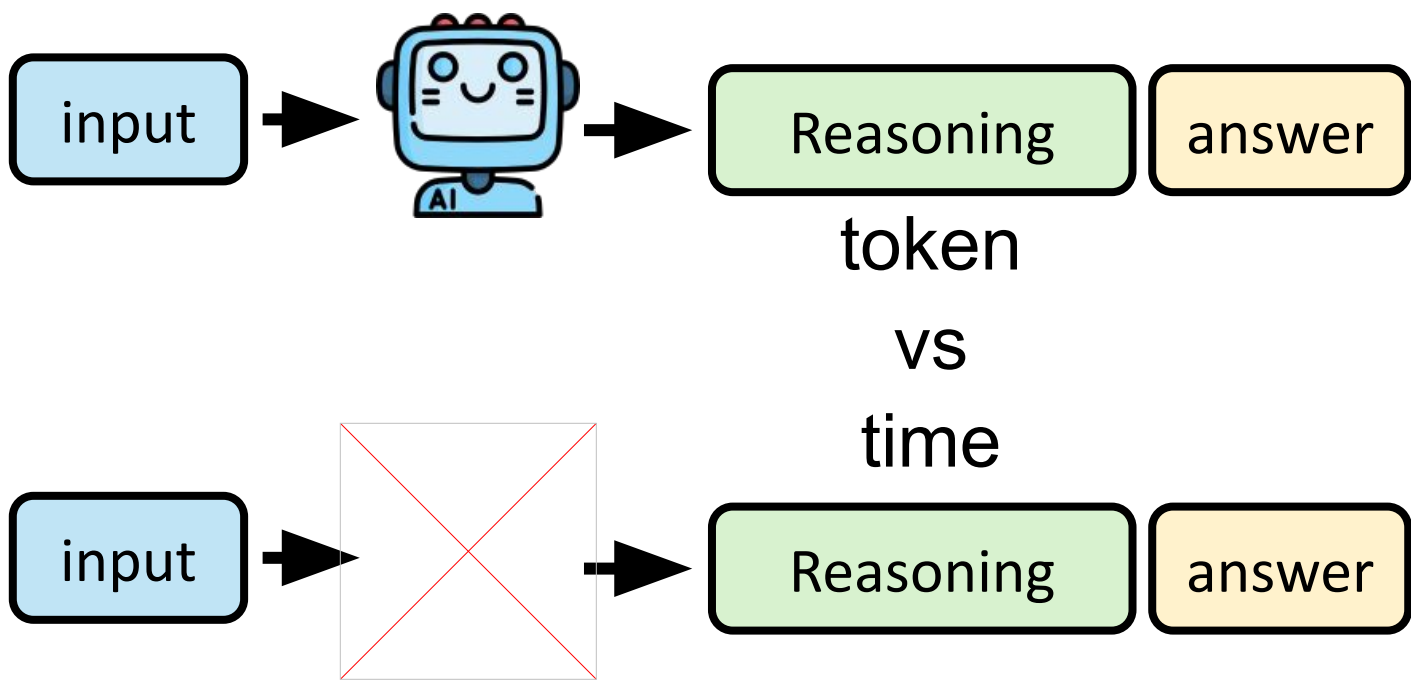 input
AI
Reasoning
answer
token
vs
time
input
Reasoning
answer